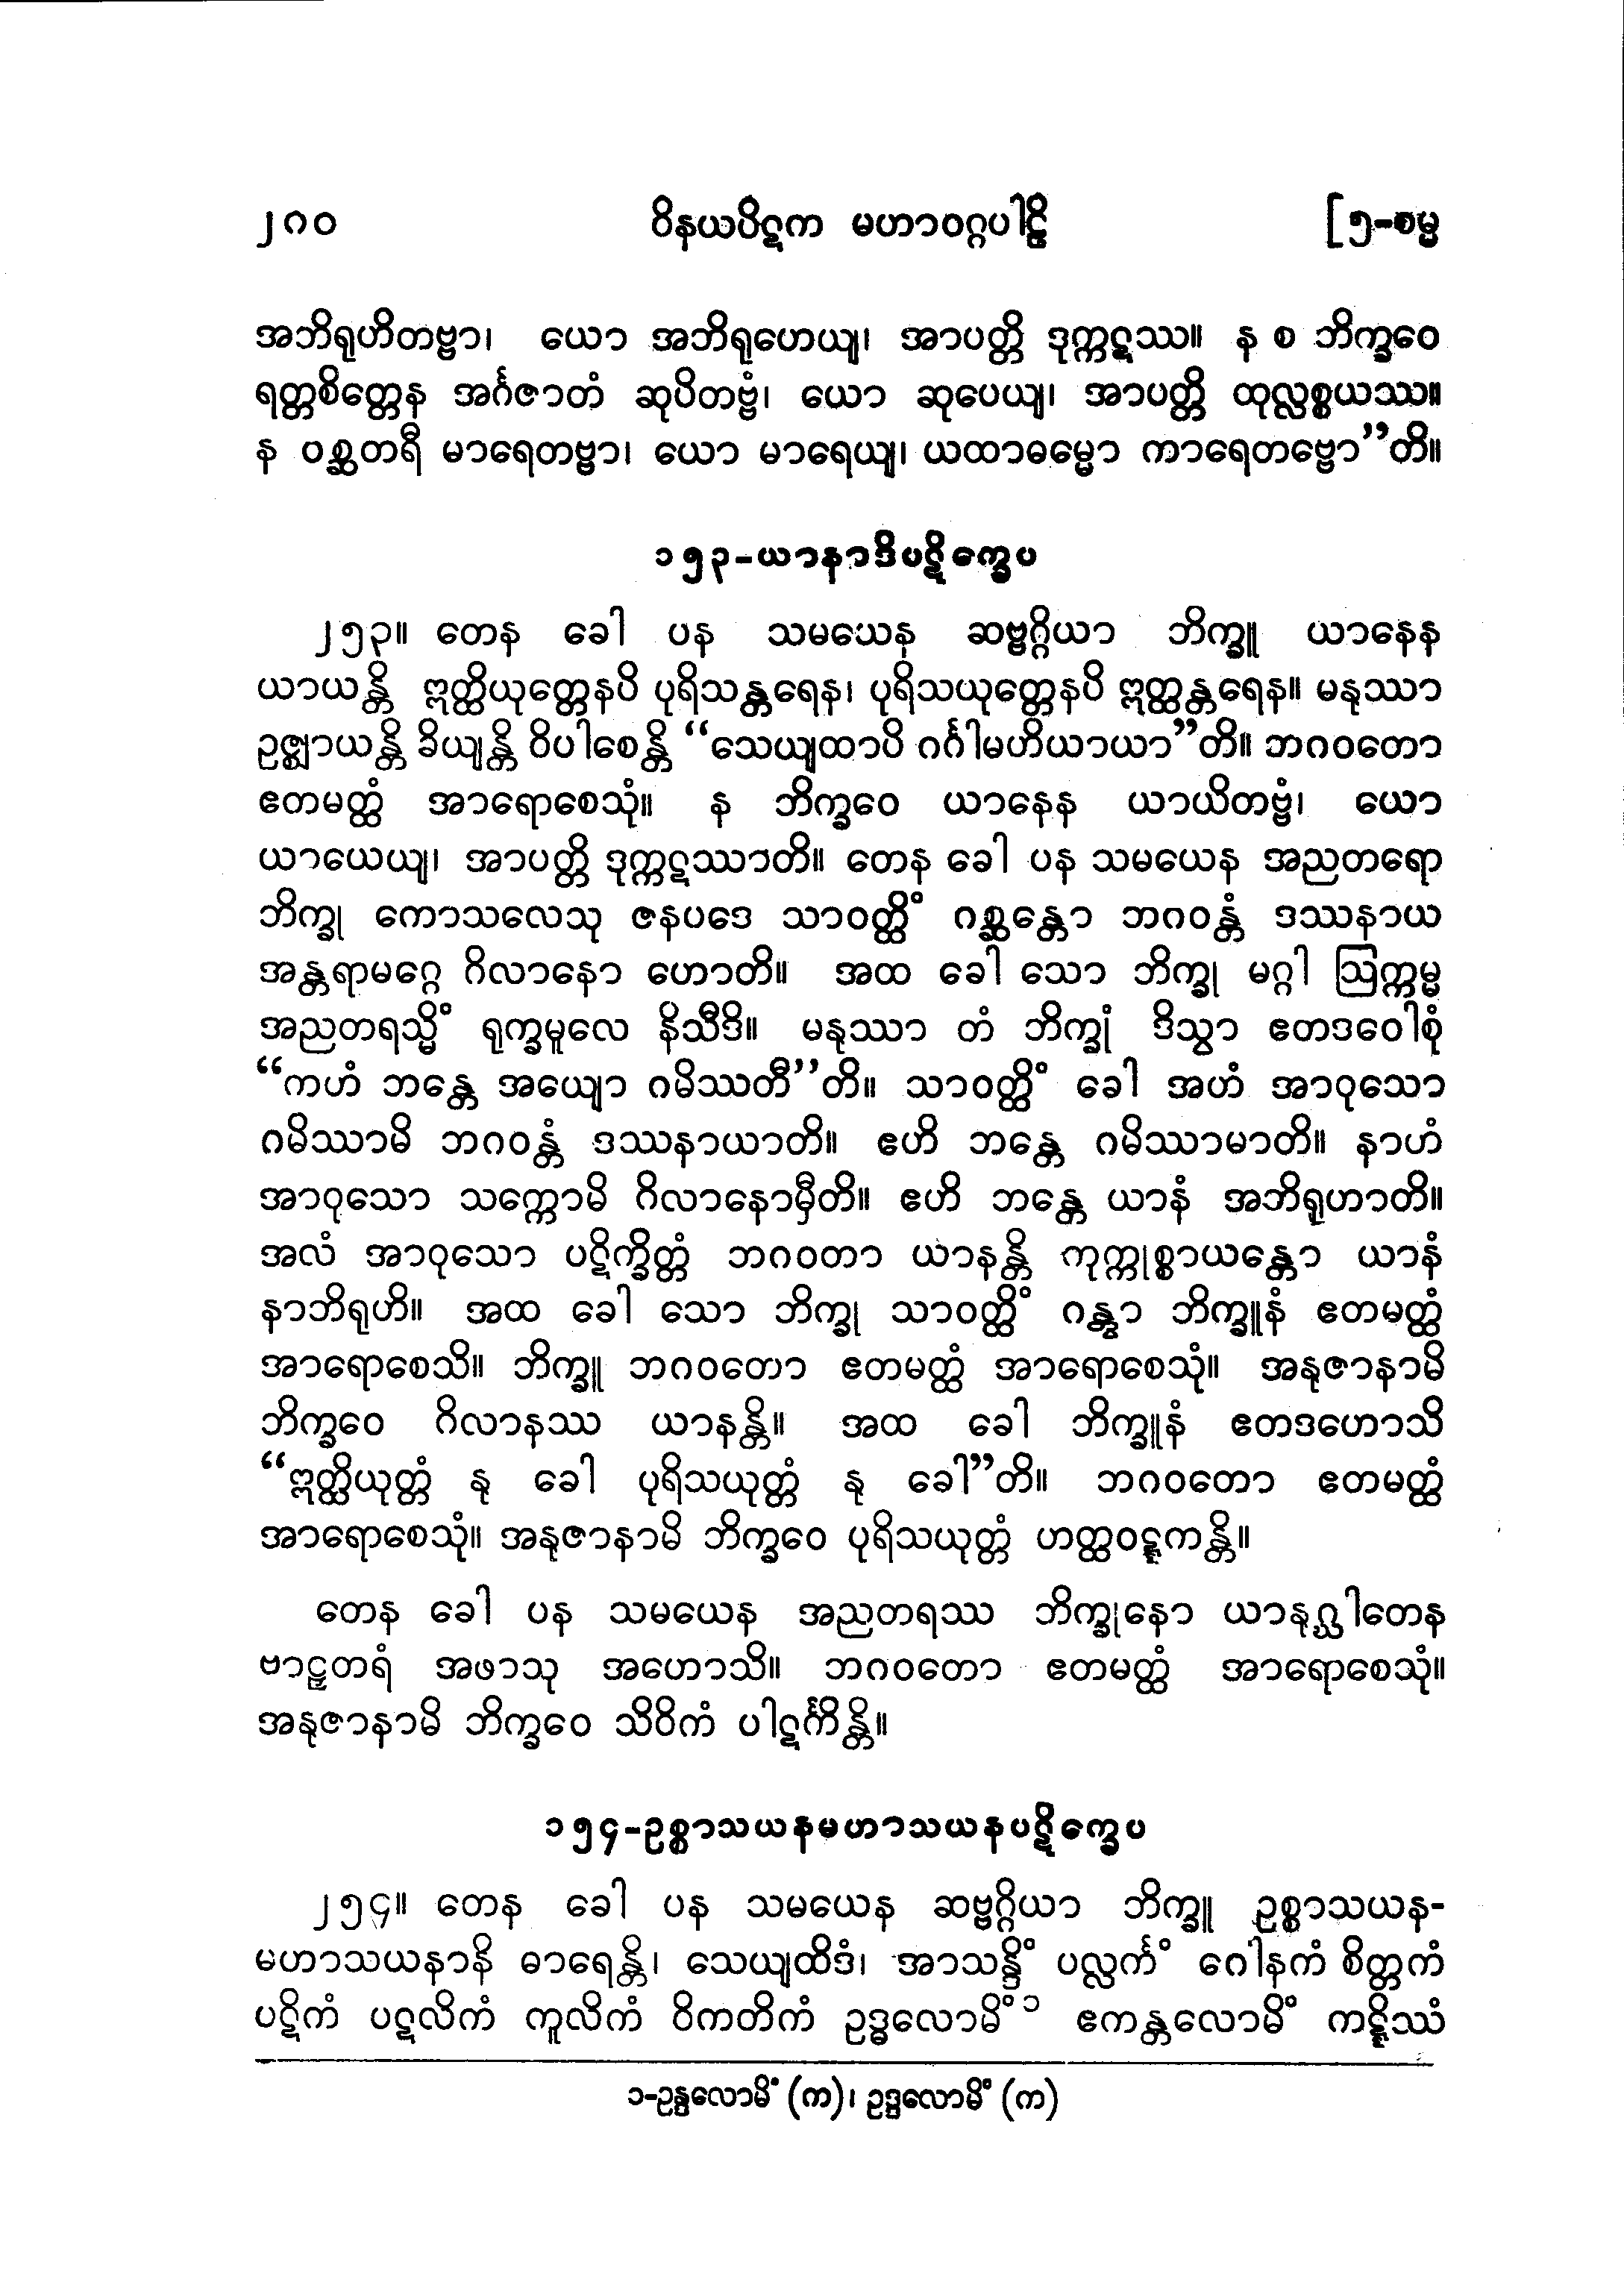 ၂၈၀ ဝိနယပိဋက မဟာဝဂ္ဂပါဠိ [၅-စမ္မ
အဘိရုဟိတဗ္ဗာ၊ ယော အဘိရုဟေယျ၊ အာပတ္တိ ဒုက္ကဋဿ။ န စ ဘိက္ခဝေ
ရတ္တစိတ္တေန အင်္ဂဇာတံ ဆုပိတဗ္ဗံ၊ ယော ဆုပေယျ၊ အာပတ္တိ ထုလ္လစ္စယဿ။
န ဝစ္ဆတရီ မာရေတဗ္ဗာ၊ ယော မာရေယျ၊ ယထာဓမ္မော ကာရေတဗ္ဗော”တိ။
၁၅၃-ယာနာဒိပဋိက္ခေပ
၂၅၃။ တေန ခေါ ပန သမယေန ဆဗ္ဗဂ္ဂိယာ ဘိက္ခူ ယာနေန
ယာယန္တိ ဣတ္ထိယုတ္တေနပိ ပုရိသန္တရေန၊ ပုရိသယုတ္တေနပိ ဣတ္ထန္တရေန။ မနုဿာ
ဥဇ္ဈာယန္တိ ခိယျန္တိ ဝိပါစေန္တိ “သေယျထာပိ ဂင်္ဂါမဟိယာယာ”တိ။ ဘဂဝတော
ဧတမတ္ထံ အာရောစေသုံ။ န ဘိက္ခဝေ ယာနေန ယာယိတဗ္ဗံ၊ ယော
ယာယေယျ၊ အာပတ္တိ ဒုက္ကဋဿာတိ။ တေန ခေါ ပန သမယေန အညတရော
ဘိက္ခု ကောသလေသု ဇနပဒေ သာဝတ္ထိံ ဂစ္ဆန္တော ဘဂဝန္တံ ဒဿနာယ
အန္တရာမဂ္ဂေ ဂိလာနော ဟောတိ။ အထ ခေါ သော ဘိက္ခု မဂ္ဂါ ဩက္ကမ္မ
အညတရသ္မိံ ရုက္ခမူလေ နိသီဒိ။ မနုဿာ တံ ဘိက္ခုံ ဒိသွာ ဧတဒဝေါစုံ
“ကဟံ ဘန္တေ အယျော ဂမိဿတီ”တိ။ သာဝတ္ထိံ ခေါ အဟံ အာဝုသော
ဂမိဿာမိ ဘဂဝန္တံ ဒဿနာယာတိ။ ဧဟိ ဘန္တေ ဂမိဿာမာတိ။ နာဟံ
အာဝုသော သက္ကောမိ ဂိလာနောမှီတိ။ ဧဟိ ဘန္တေ ယာနံ အဘိရုဟာတိ။
အလံ အာဝုသော ပဋိက္ခိတ္တံ ဘဂဝတာ ယာနန္တိ ကုက္ကုစ္စာယန္တော ယာနံ
နာဘိရုဟိ။ အထ ခေါ သော ဘိက္ခု သာဝတ္ထိံ ဂန္တွာ ဘိက္ခူနံ ဧတမတ္ထံ
အာရောစေသိ။ ဘိက္ခူ ဘဂဝတော ဧတမတ္ထံ အာရောစေသုံ။ အနုဇာနာမိ
ဘိက္ခဝေ ဂိလာနဿ ယာနန္တိ။ အထ ခေါ ဘိက္ခူနံ ဧတဒဟောသိ
“ဣတ္ထိယုတ္တံ နု ခေါ ပုရိသယုတ္တံ နု ခေါ”တိ။ ဘဂဝတော ဧတမတ္ထံ
အာရောစေသုံ။ အနုဇာနာမိ ဘိက္ခဝေ ပုရိသယုတ္တံ ဟတ္ထဝဋ္ဋကန္တိ။
တေန ခေါ ပန သမယေန အညတရဿ ဘိက္ခုနော ယာနုဂ္ဃါတေန
ဗာဠှတရံ အဖာသု အဟောသိ။ ဘဂဝတော ဧတမတ္ထံ အာရောစေသုံ။
အနုဇာနာမိ ဘိက္ခဝေ သိဝိကံ ပါဋင်္ကိန္တိ။
၁၅၄-ဥစ္စာသယနမဟာသယနပဋိက္ခေပ
၂၅၄။ တေန ခေါ ပန သမယေန ဆဗ္ဗဂ္ဂိယာ ဘိက္ခူ ဥစ္စာသယန-
မဟာသယနာနိ ဓာရေန္တိ၊ သေယျထိဒံ၊ အာသန္ဒိံ ပလ္လင်္ကံ ဂေါနကံ စိတ္တကံ
ပဋိကံ ပဋလိကံ တူလိကံ ဝိကတိကံ ဥဒ္ဓလောမိံ ၁ ဧကန္တလောမိံ ကဋ္ဋိဿံ
၁-ဥန္ဒလောမိံ (က)၊ ဥဒ္ဒလောမိံ (က)